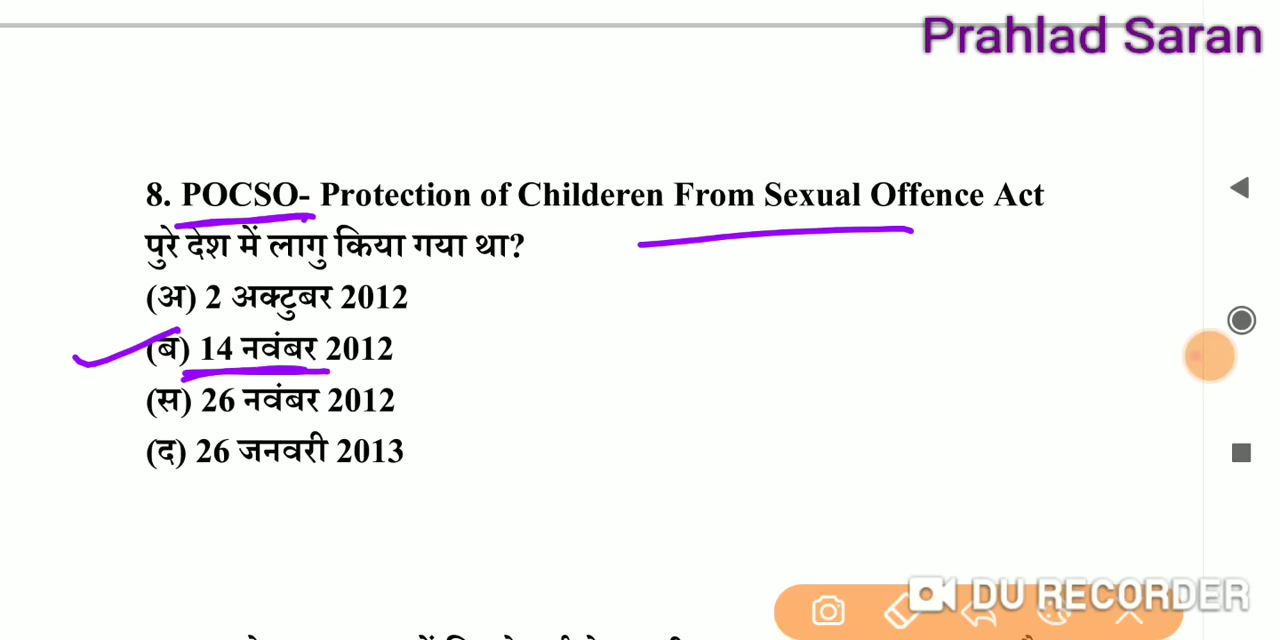 Prahlad Saran
8. POCSO- Protection of Childeren From Sexual Offence Act
पुरे देश में लागु किया गया था?
(अ) 2 अक्टुबर 2012
(ब) 14 नवंबर 2012
(स) 26 नवंबर 2012
(द) 26 जनवरी 2013
DU RECORDER